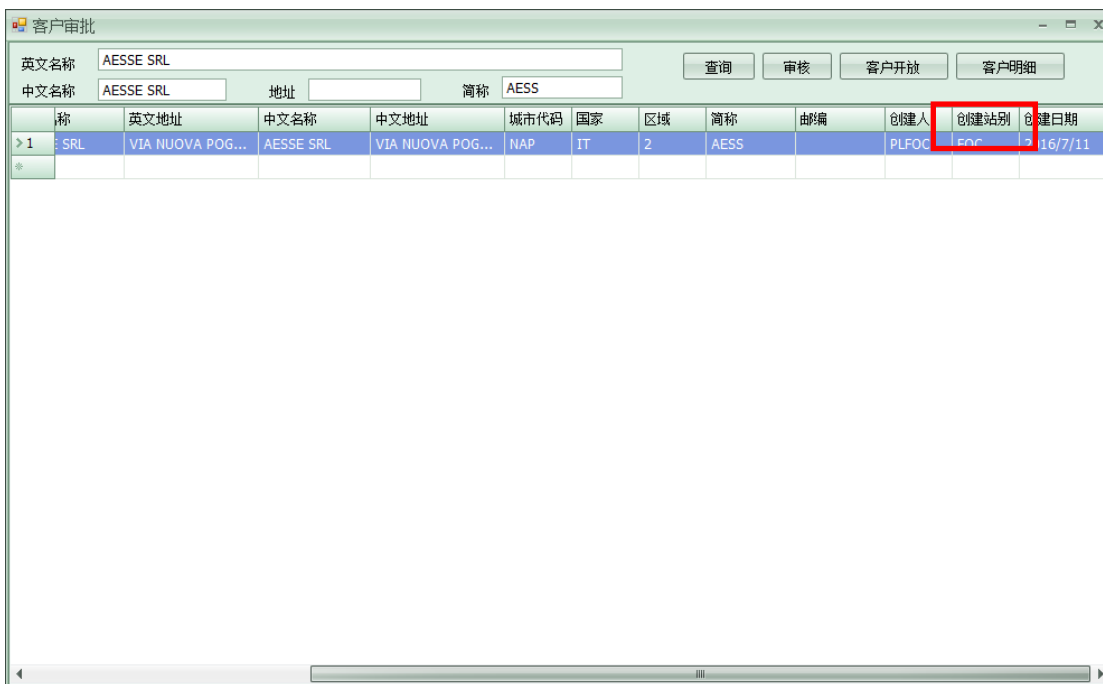 客户审批
英文名称 AESSE SRL 查询 审核 客户开放 客户明细
中文名称 AESSE SRL 地址 简称 AESS
称 英文地址 中文名称 中文地址 城市代码 国家 区域 简称 邮编 创建人 创建站别 创建日期
1 E SRL VIA NUOVA POG... AESSE SRL VIA NUOVA POG... NAP IT 2 AESS PLFOC FOC 2016/7/11